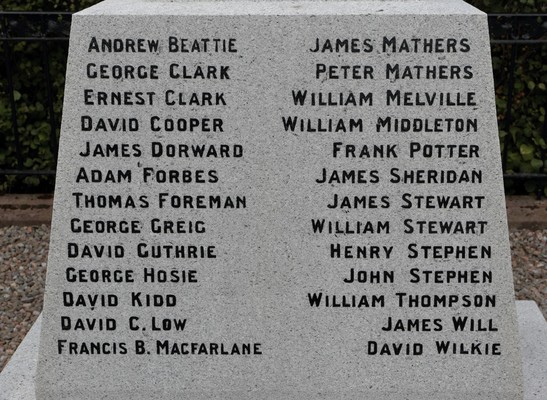 ANDREW BEATTIE
GEORGE CLARK
ERNEST CLARK
DAVID COOPER
JAMES DORWARD
ADAM FORBES
THOMAS FOREMAN
GEORGE GREIG
DAVID GUTHRIE
GEORGE HOSIE
DAVID KIDD
DAVID C. LOW
FRANCIS B. MACFARLANE
JAMES MATHERS
PETER MATHERS
WILLIAM MELVILLE
WILLIAM MIDDLETON
FRANK POTTER
JAMES SHERIDAN
JAMES STEWART
WILLIAM STEWART
HENRY STEPHEN
JOHN STEPHEN
WILLIAM THOMPSON
JAMES WILL
DAVID WILKIE